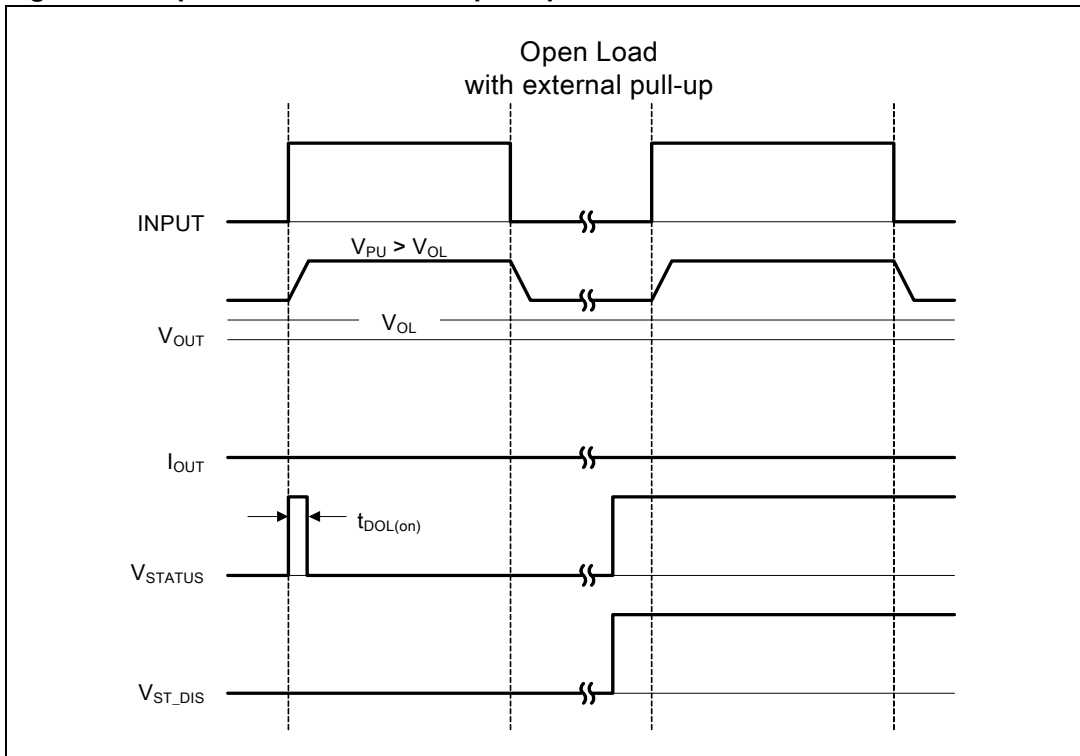 Open Load
with external pull-up
INPUT
V_PU > V_OL
V_OL
V_OUT
I_OUT
t_DOL(on)
V_STATUS
V_ST_DIS